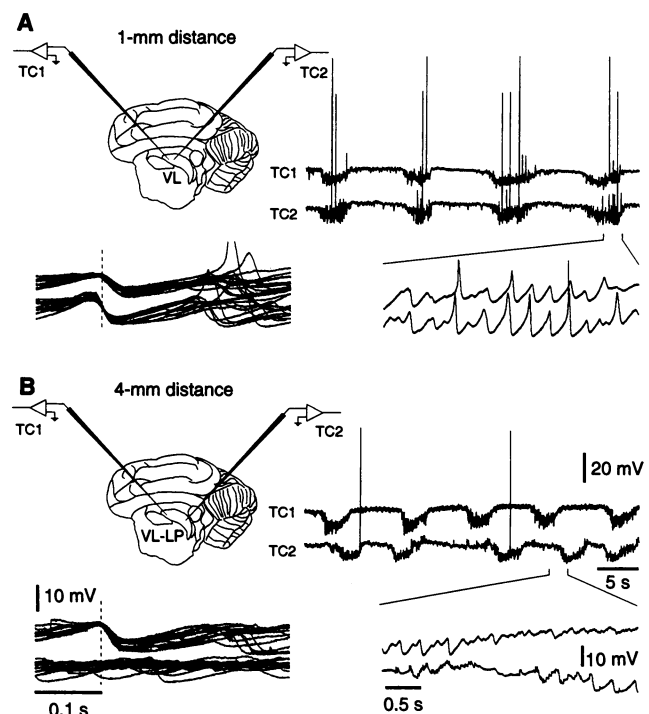 A
1-mm distance
TC1
TC2
VL
TC1
TC2
B
4-mm distance
TC1
TC2
VL-LP
20 mV
TC1
TC2
5 s
10 mV
10 mV
0.5 s
0.1 s